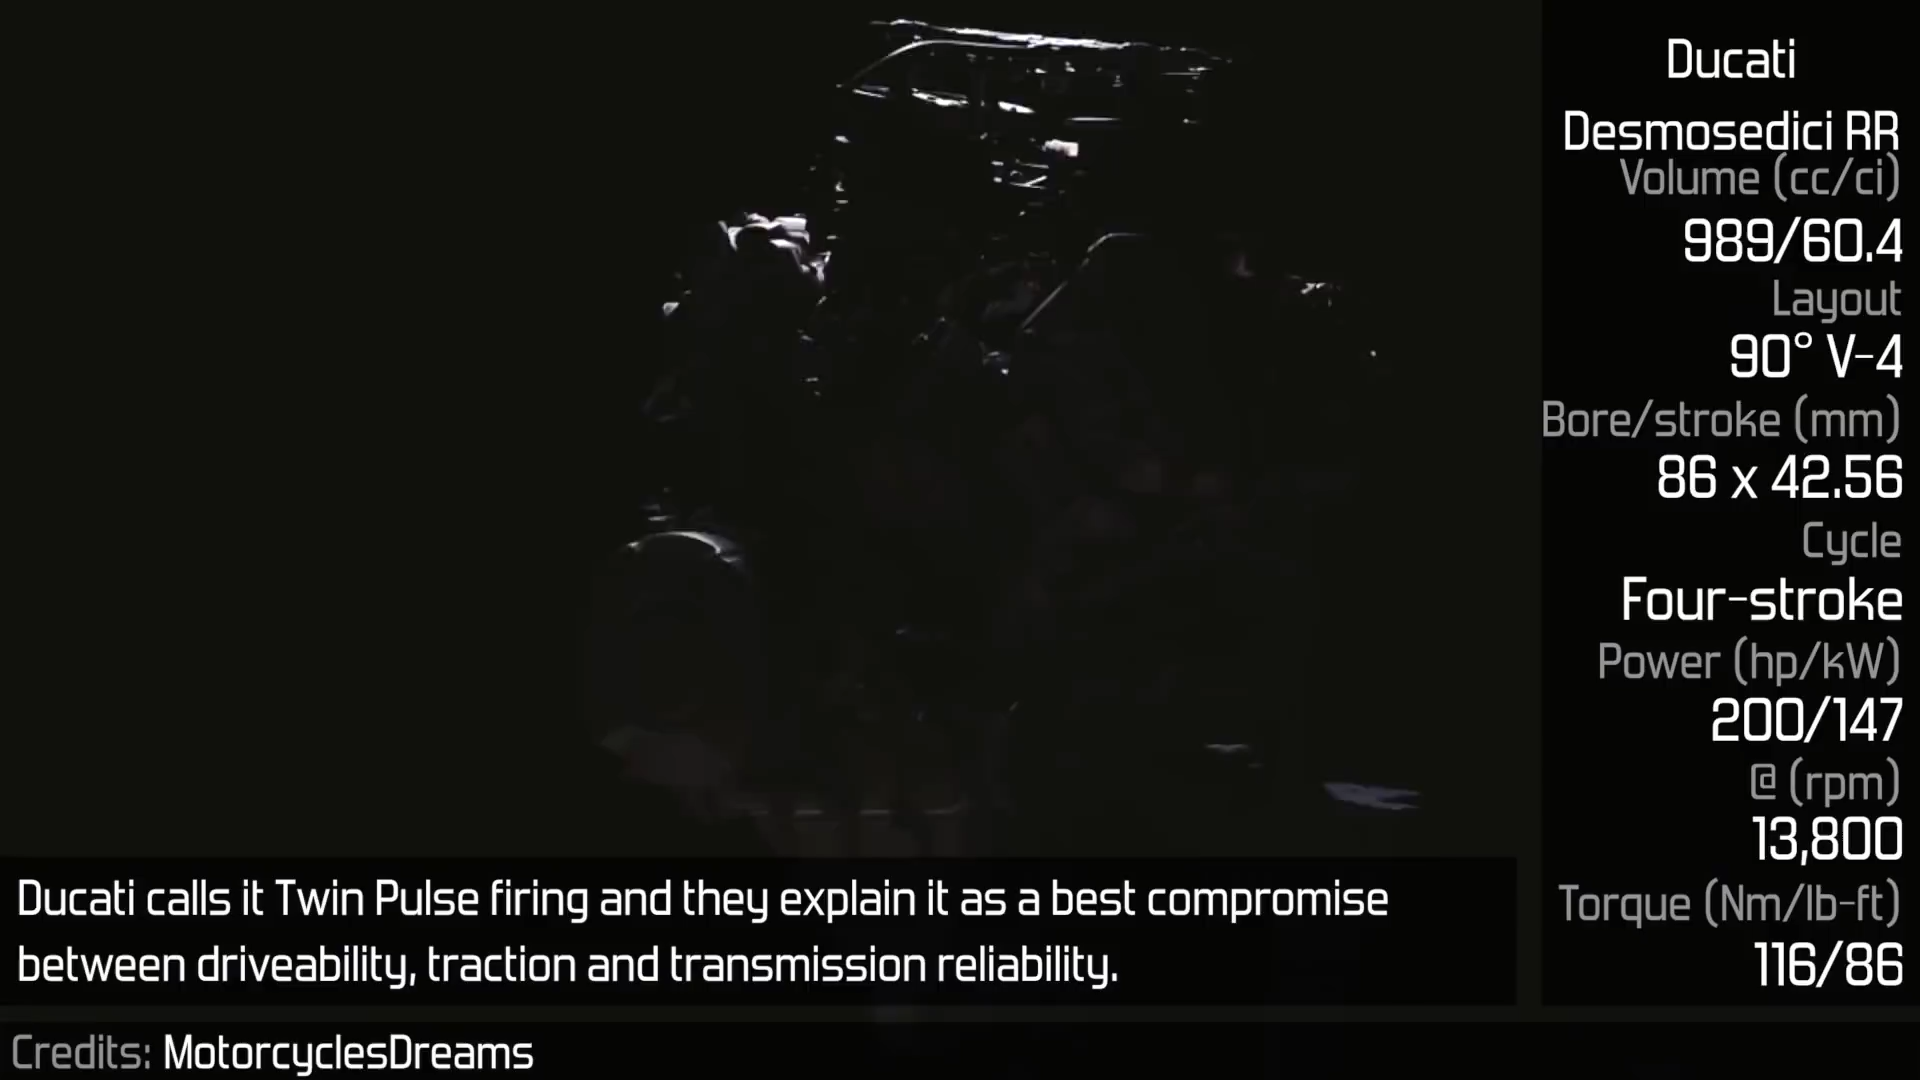 Ducati
Desmosedici RR
Volume (cc/ci)
989/60.4
Layout
90° V-4
Bore/stroke (mm)
86 x 42.56
Cycle
Four-stroke
Power (hp/kW)
200/147
@ (rpm)
13,800
Torque (Nm/lb-ft)
116/86
Ducati calls it Twin Pulse firing and they explain it as a best compromise
between driveability, traction and transmission reliability.
Credits: MotorcyclesDreams